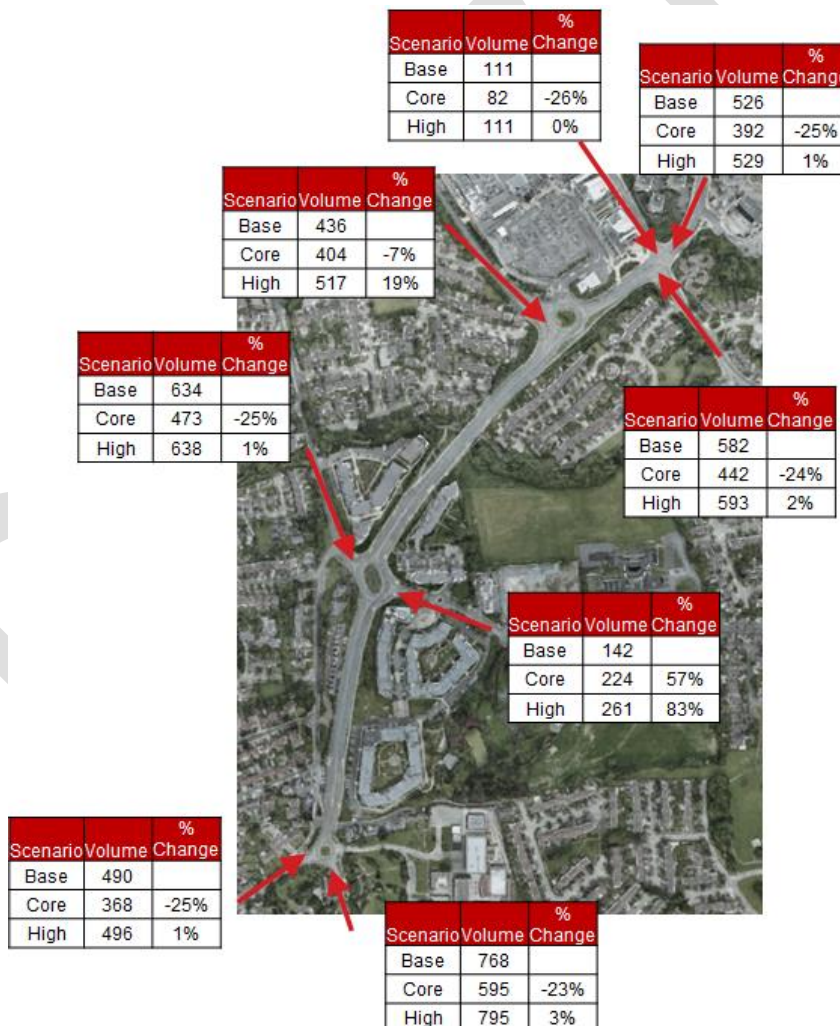 Scenario Volume % Change
Base 111
Core 82 -26%
High 111 0%
Scenario Volume % Change
Base 526
Core 392 -25%
High 529 1%
Scenario Volume % Change
Base 436
Core 404 -7%
High 517 19%
Scenario Volume % Change
Base 634
Core 473 -25%
High 638 1%
Scenario Volume % Change
Base 582
Core 442 -24%
High 593 2%
Scenario Volume % Change
Base 142
Core 224 57%
High 261 83%
Scenario Volume % Change
Base 490
Core 368 -25%
High 496 1%
Scenario Volume % Change
Base 768
Core 595 -23%
High 795 3%